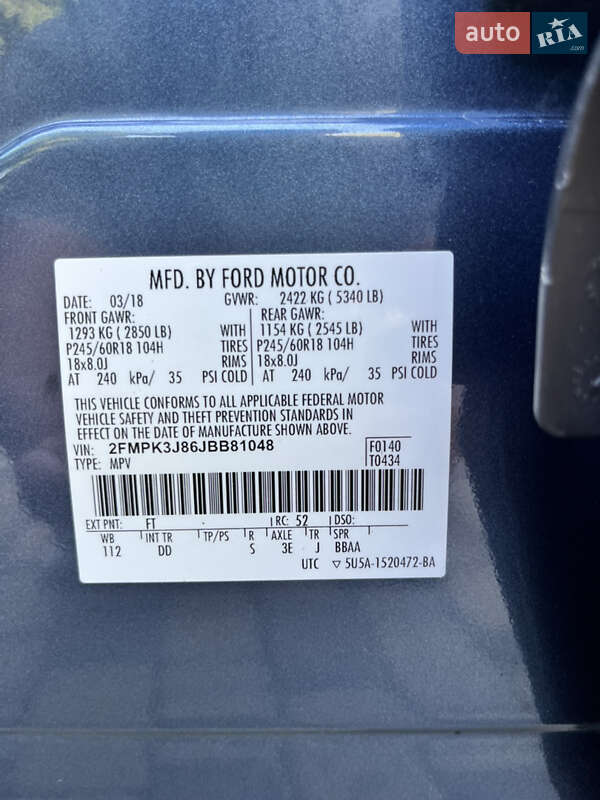 auto RIA.com
MFD. BY FORD MOTOR CO.
DATE: 03/18 GVWR: 2422 KG ( 5340 LB)
FRONT GAWR: REAR GAWR:
1293 KG ( 2850 LB) WITH 1154 KG ( 2545 LB) WITH
P245/60R18 104H TIRES P245/60R18 104H TIRES
18x8.0J RIMS 18x8.0J RIMS
AT 240 kPa/ 35 PSI COLD AT 240 kPa/ 35 PSI COLD
THIS VEHICLE CONFORMS TO ALL APPLICABLE FEDERAL MOTOR
VEHICLE SAFETY AND THEFT PREVENTION STANDARDS IN
EFFECT ON THE DATE OF MANUFACTURE SHOWN ABOVE.
VIN: 2FMPK3J86JBB81048 F0140
TYPE: MPV T0434
EXT PNT: FT RC: 52 DSO:
WB INT TR TP/PS R AXLE TR SPR
112 DD S 3E J BBAA
UTC ▽ 5U5A-1520472-BA